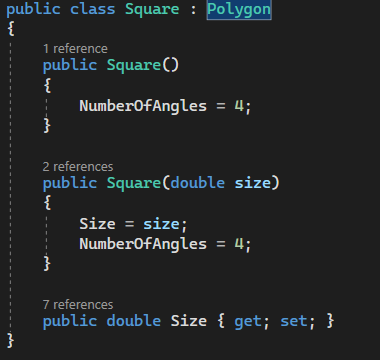 public class Square : Polygon
{
1 reference
public Square()
{
NumberOfAngles = 4;
}
2 references
public Square(double size)
{
Size = size;
NumberOfAngles = 4;
}
7 references
public double Size { get; set; }
}